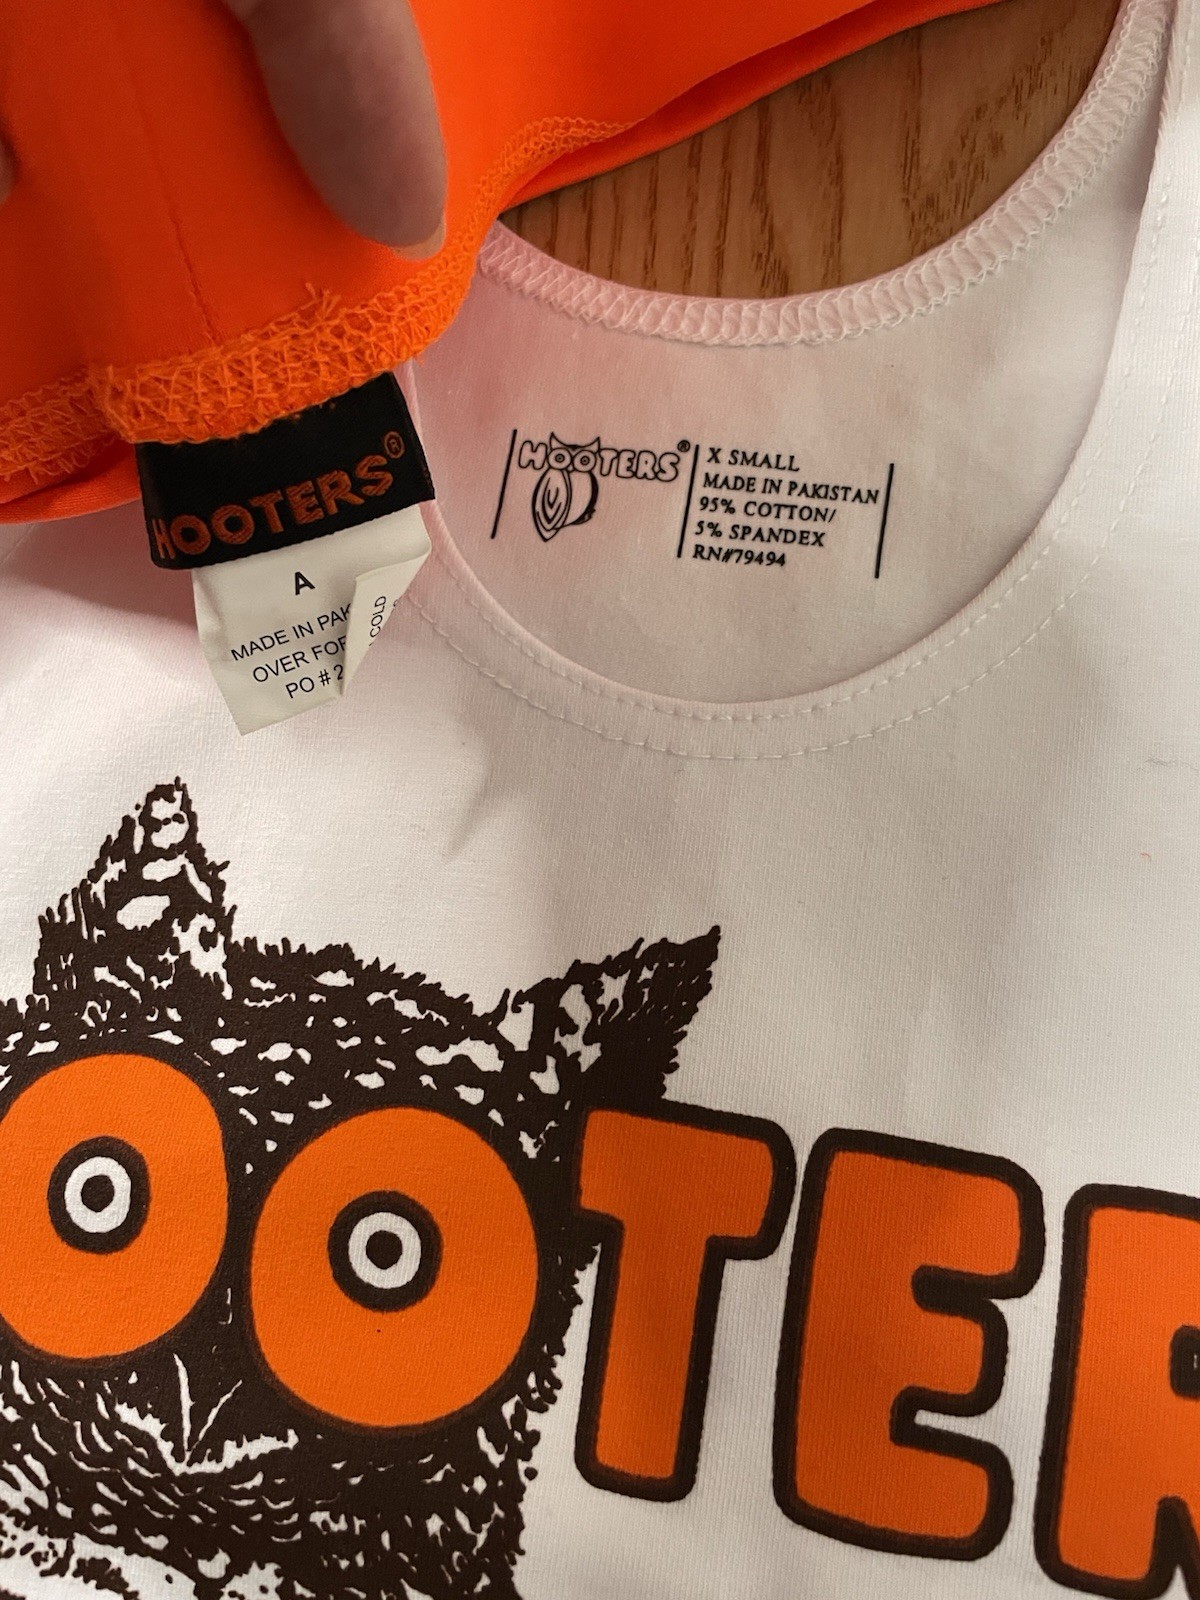 HOOTERS®
A
MADE IN PAK
OVER FOR
PO # 2
COLD
HOOTERS®
X SMALL
MADE IN PAKISTAN
95% COTTON/
5% SPANDEX
RN#79494
OOTER